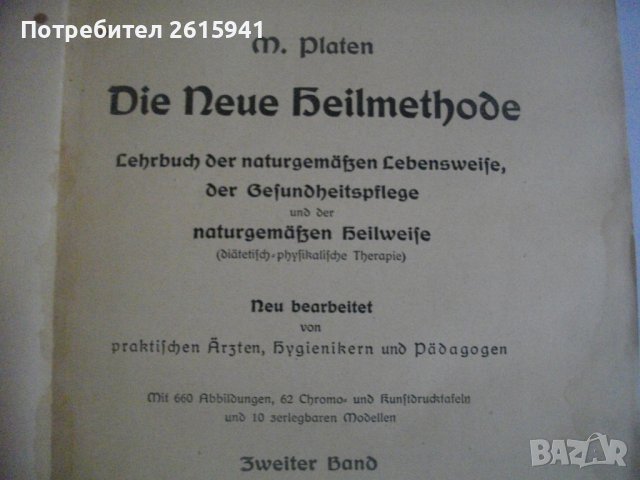 Потребител 2615941
M. Platen
Die Neue Heilmethode
Lehrbuch der naturgemäßen Lebensweiſe,
der Geſundheitspflege
und der
naturgemäßen Heilweiſe
(diätetiſch-phyſikaliſche Therapie)
Neu bearbeitet
von
praktiſchen Ärzten, Hygienikern und Pädagogen
Mit 660 Abbildungen, 62 Chromo- und Kunſtdrucktafeln
und 10 zerlegbaren Modellen
Zweiter Band
BAZAR